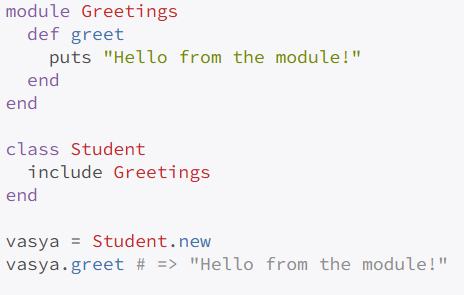 module Greetings
  def greet
    puts "Hello from the module!"
  end
end

class Student
  include Greetings
end

vasya = Student.new
vasya.greet # => "Hello from the module!"